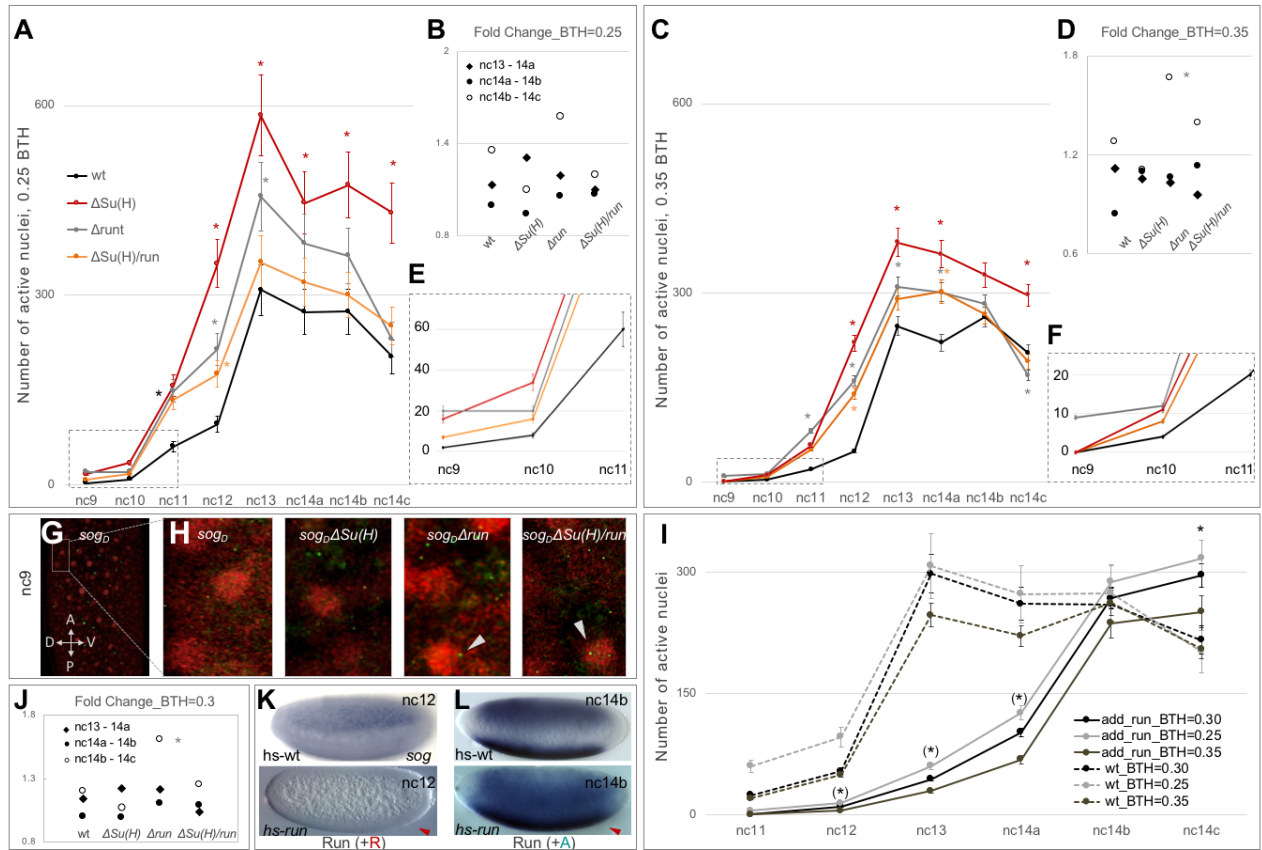 A
Number of active nuclei, 0.25 BTH
600
300
0
wt
ΔSu(H)
Δrunt
ΔSu(H)/run
*
*
*
*
*
*
*
*
*
nc9 nc10 nc11 nc12 nc13 nc14a nc14b nc14c
B
Fold Change_BTH=0.25
2
1.4
0.8
nc13 - 14a
nc14a - 14b
nc14b - 14c
wt ΔSu(H) Δrun ΔSu(H)/run
E
60
40
20
0
nc9 nc10 nc11
C
Number of active nuclei, 0.35 BTH
600
300
0
*
*
*
*
*
*
*
*
**
*
nc9 nc10 nc11 nc12 nc13 nc14a nc14b nc14c
D
Fold Change_BTH=0.35
1.8
1.2
0.6
*
wt ΔSu(H) Δrun ΔSu(H)/run
F
20
10
0
nc9 nc10 nc11
G
nc9
sogD
A
D V
P
H
sogD
sogDΔSu(H)
sogDΔrun
sogDΔSu(H)/run
I
Number of active nuclei
300
150
0
(*)
(*)
(*)
*
add_run_BTH=0.30
add_run_BTH=0.25
add_run_BTH=0.35
wt_BTH=0.30
wt_BTH=0.25
wt_BTH=0.35
nc11 nc12 nc13 nc14a nc14b nc14c
J
Fold Change_BTH=0.3
1.8
1.3
0.8
nc13 - 14a
nc14a - 14b
nc14b - 14c
*
wt ΔSu(H) Δrun ΔSu(H)/run
K
nc12
hs-wt sog
nc12
hs-run
Run (+R)
L
nc14b
hs-wt
nc14b
hs-run
Run (+A)